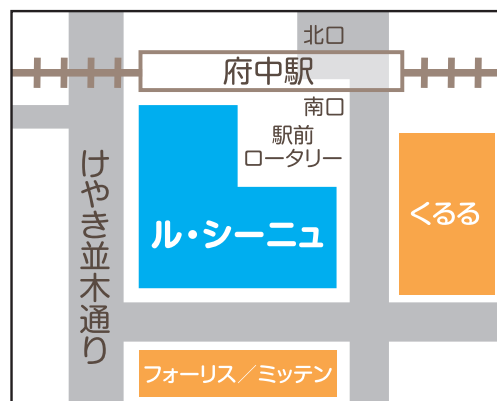 北口
府中駅
南口
駅前
ロータリー
けやき並木通り
ル・シーニュ
くるる
フォーリス／ミッテン